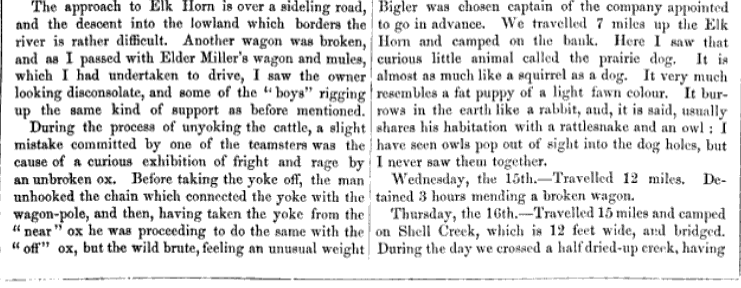 The approach to Elk Horn is over a sideling road,
and the descent into the lowland which borders the
river is rather difficult. Another wagon was broken,
and as I passed with Elder Miller's wagon and mules,
which I had undertaken to drive, I saw the owner
looking disconsolate, and some of the "boys" rigging
up the same kind of support as before mentioned.
During the process of unyoking the cattle, a slight
mistake committed by one of the teamsters was the
cause of a curious exhibition of fright and rage by
an unbroken ox. Before taking the yoke off, the man
unhooked the chain which connected the yoke with the
wagon-pole, and then, having taken the yoke from the
"near" ox he was proceeding to do the same with the
"off" ox, but the wild brute, feeling an unusual weight
Bigler was chosen captain of the company appointed
to go in advance. We travelled 7 miles up the Elk
Horn and camped on the bank. Here I saw that
curious little animal called the prairie dog. It is
almost as much like a squirrel as a dog. It very much
resembles a fat puppy of a light fawn colour. It bur-
rows in the earth like a rabbit, and, it is said, usually
shares his habitation with a rattlesnake and an owl : I
have seen owls pop out of sight into the dog holes, but
I never saw them together.
Wednesday, the 15th.—Travelled 12 miles. De-
tained 3 hours mending a broken wagon.
Thursday, the 16th.—Travelled 15 miles and camped
on Shell Creek, which is 12 feet wide, and bridged.
During the day we crossed a half dried-up creek, having